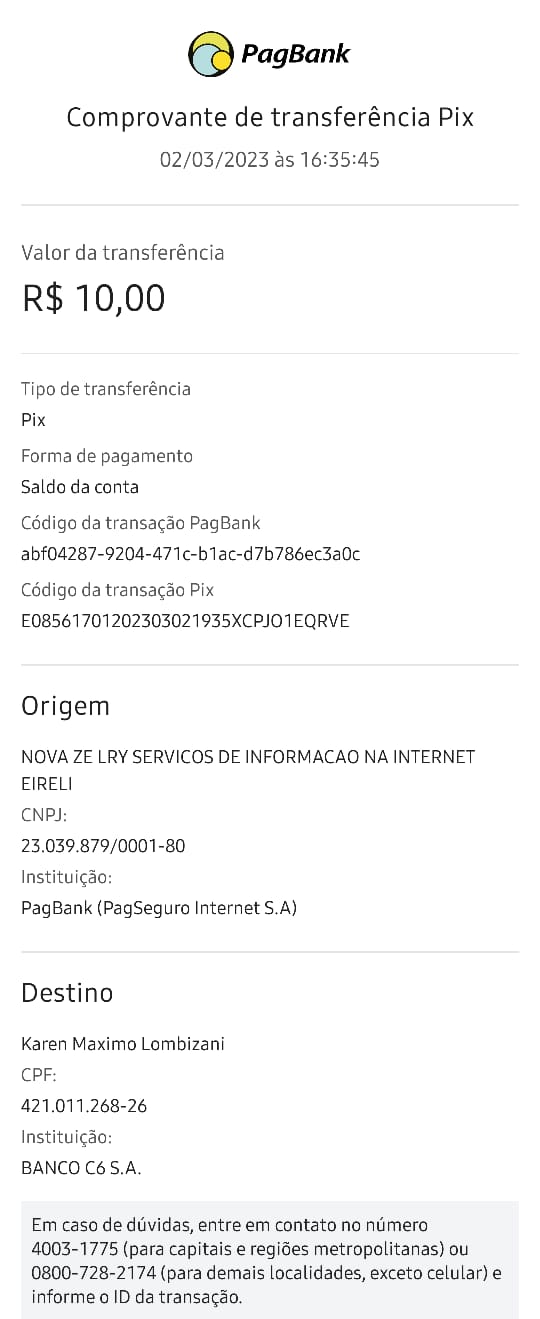 PagBank
Comprovante de transferência Pix
02/03/2023 às 16:35:45
Valor da transferência
R$ 10,00
Tipo de transferência
Pix
Forma de pagamento
Saldo da conta
Código da transação PagBank
abf04287-9204-471c-b1ac-d7b786ec3a0c
Código da transação Pix
E08561701202303021935XCPJO1EQRVE
Origem
NOVA ZE LRY SERVICOS DE INFORMACAO NA INTERNET
EIRELI
CNPJ:
23.039.879/0001-80
Instituição:
PagBank (PagSeguro Internet S.A)
Destino
Karen Maximo Lombizani
CPF:
421.011.268-26
Instituição:
BANCO C6 S.A.
Em caso de dúvidas, entre em contato no número
4003-1775 (para capitais e regiões metropolitanas) ou
0800-728-2174 (para demais localidades, exceto celular) e
informe o ID da transação.